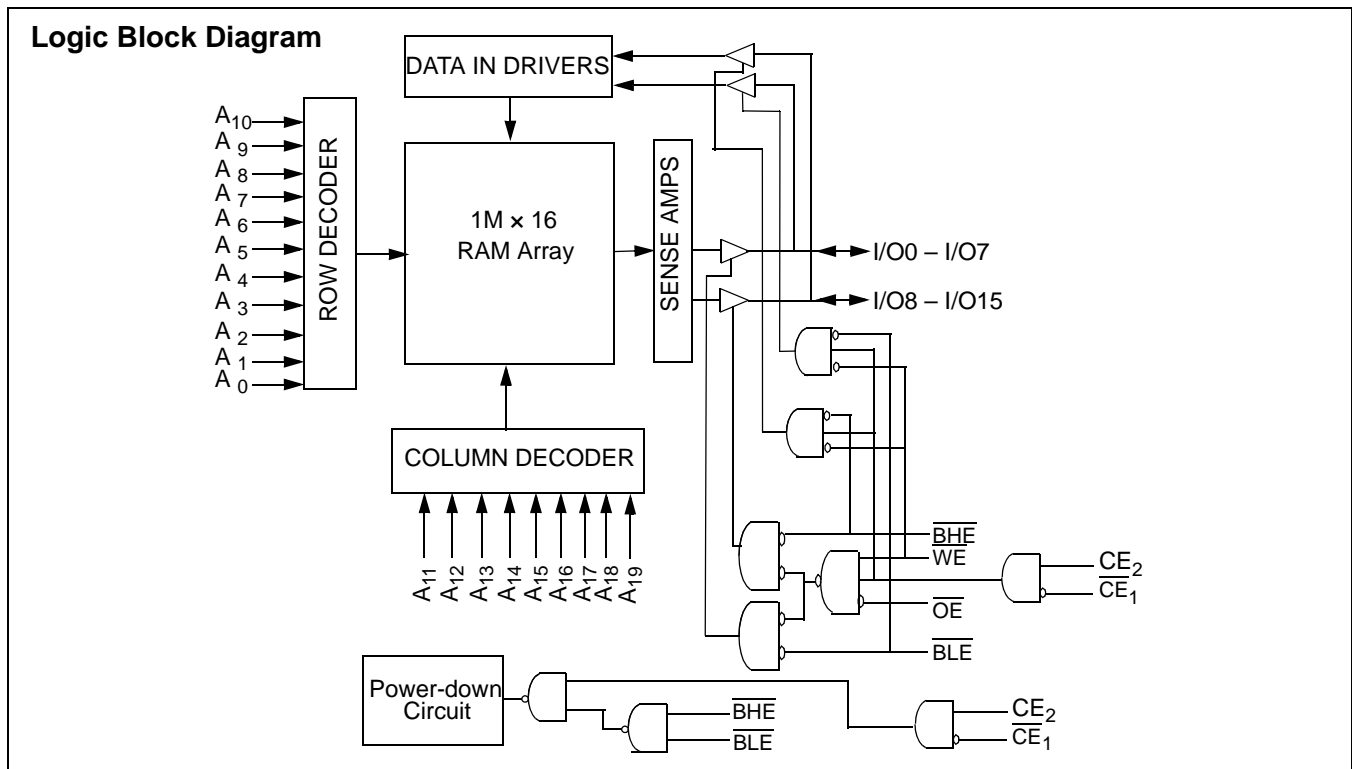 Logic Block Diagram
DATA IN DRIVERS
A10
A9
A8
A7
A6
A5
A4
A3
A2
A1
A0
ROW DECODER
1M × 16
RAM Array
SENSE AMPS
I/O0 – I/O7
I/O8 – I/O15
COLUMN DECODER
A11
A12
A13
A14
A15
A16
A17
A18
A19
BHE
WE
CE2
CE1
OE
BLE
Power-down
Circuit
BHE
BLE
CE2
CE1